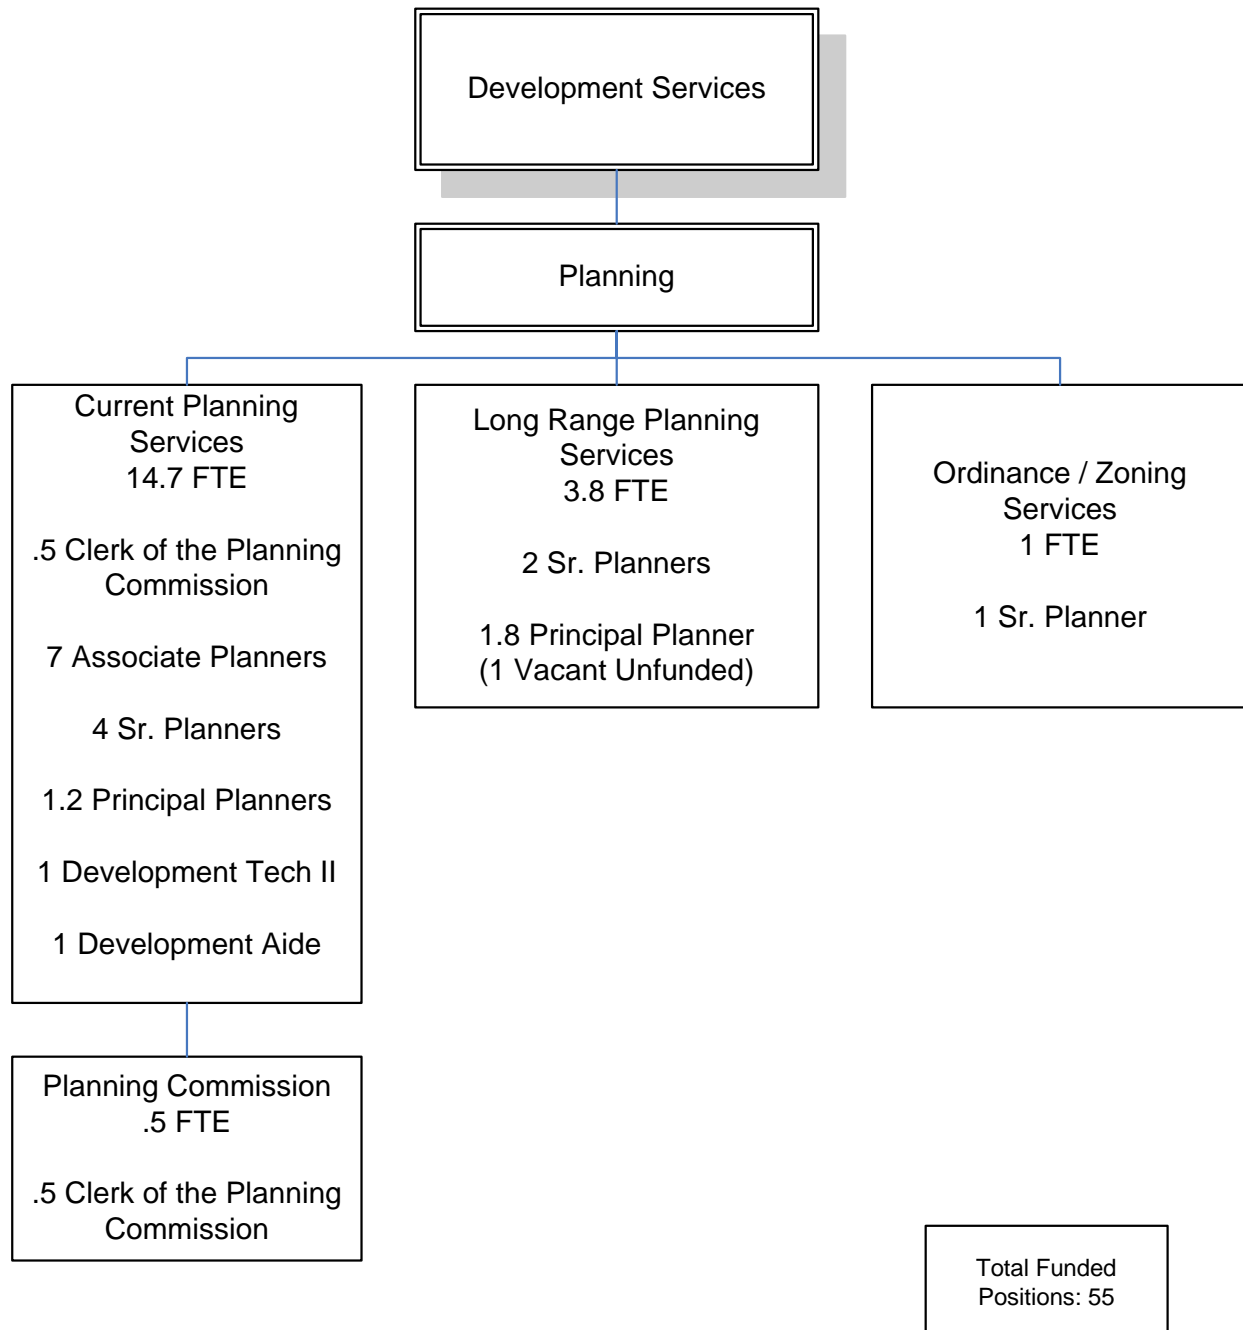 Development Services
Planning
Current Planning
Services
14.7 FTE
.5 Clerk of the Planning
Commission
7 Associate Planners
4 Sr. Planners
1.2 Principal Planners
1 Development Tech II
1 Development Aide
Long Range Planning
Services
3.8 FTE
2 Sr. Planners
1.8 Principal Planner
(1 Vacant Unfunded)
Ordinance / Zoning
Services
1 FTE
1 Sr. Planner
Planning Commission
.5 FTE
.5 Clerk of the Planning
Commission
Total Funded
Positions: 55